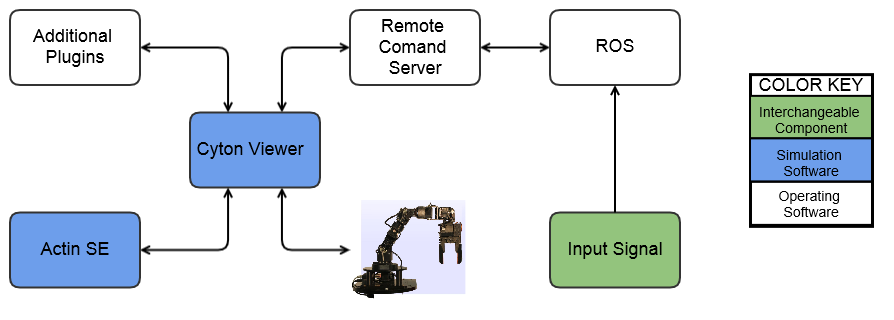 Additional
Plugins
Remote
Comand
Server
ROS
COLOR KEY
Interchangeable
Component
Simulation
Software
Operating
Software
Cyton Viewer
Actin SE
Input Signal